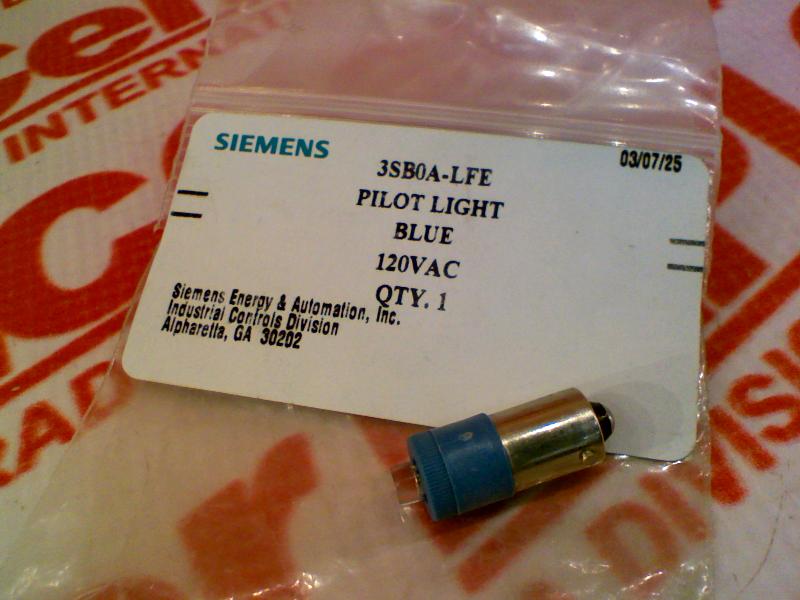 SIEMENS
03/07/25
3SB0A-LFE
PILOT LIGHT
BLUE
120VAC
QTY. 1
Siemens Energy & Automation, Inc.
Industrial Controls Division
Alpharetta, GA 30202